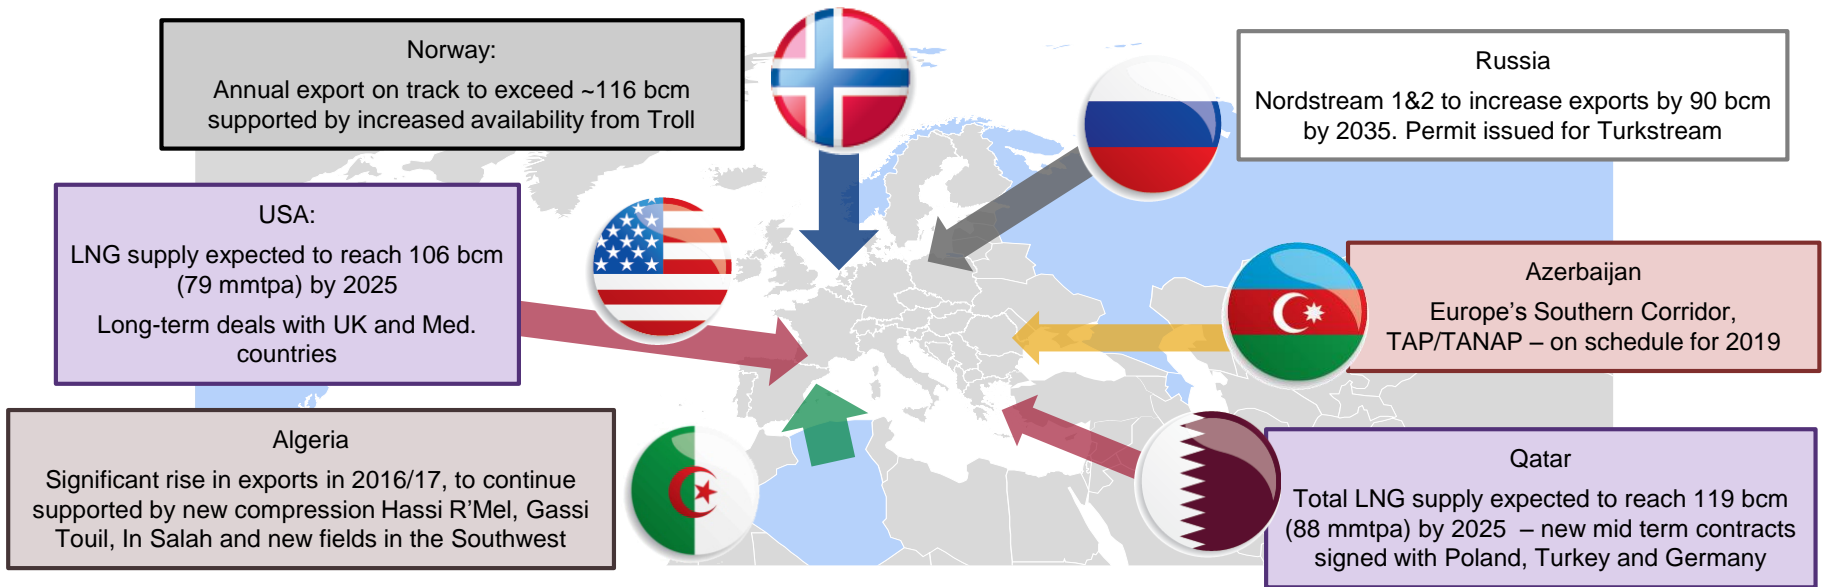 Norway:
Annual export on track to exceed ~116 bcm
supported by increased availability from Troll
Russia
Nordstream 1&2 to increase exports by 90 bcm
by 2035. Permit issued for Turkstream
USA:
LNG supply expected to reach 106 bcm
(79 mmtpa) by 2025
Long-term deals with UK and Med.
countries
Azerbaijan
Europe’s Southern Corridor,
TAP/TANAP – on schedule for 2019
Algeria
Significant rise in exports in 2016/17, to continue
supported by new compression Hassi R’Mel, Gassi
Touil, In Salah and new fields in the Southwest
Qatar
Total LNG supply expected to reach 119 bcm
(88 mmtpa) by 2025 – new mid term contracts
signed with Poland, Turkey and Germany